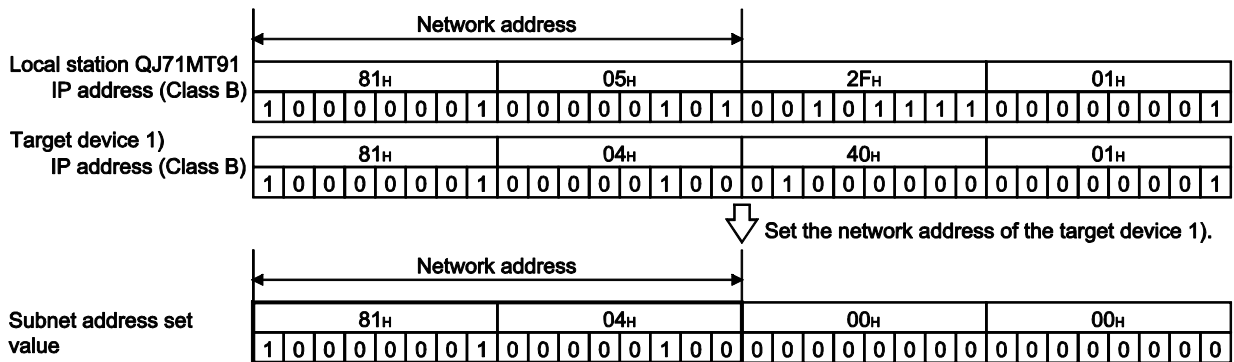 Network address
Local station QJ71MT91
IP address (Class B)
81H 05H 2FH 01H
1 0 0 0 0 0 0 1 0 0 0 0 0 1 0 1 0 0 1 0 1 1 1 1 0 0 0 0 0 0 0 1
Target device 1)
IP address (Class B)
81H 04H 40H 01H
1 0 0 0 0 0 0 1 0 0 0 0 0 1 0 0 0 1 0 0 0 0 0 0 0 0 0 0 0 0 0 1
Set the network address of the target device 1).
Network address
Subnet address set
value
81H 04H 00H 00H
1 0 0 0 0 0 0 1 0 0 0 0 0 1 0 0 0 0 0 0 0 0 0 0 0 0 0 0 0 0 0 0